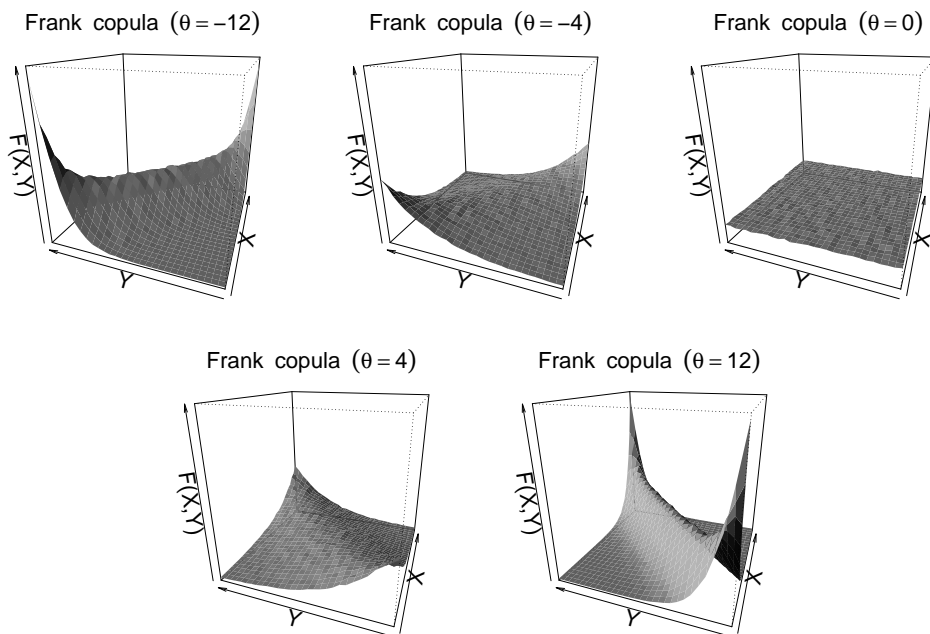 Frank copula (θ = −12)
F(X,Y)
Y
X
Frank copula (θ = −4)
F(X,Y)
Y
X
Frank copula (θ = 0)
F(X,Y)
Y
X
Frank copula (θ = 4)
F(X,Y)
Y
X
Frank copula (θ = 12)
F(X,Y)
Y
X